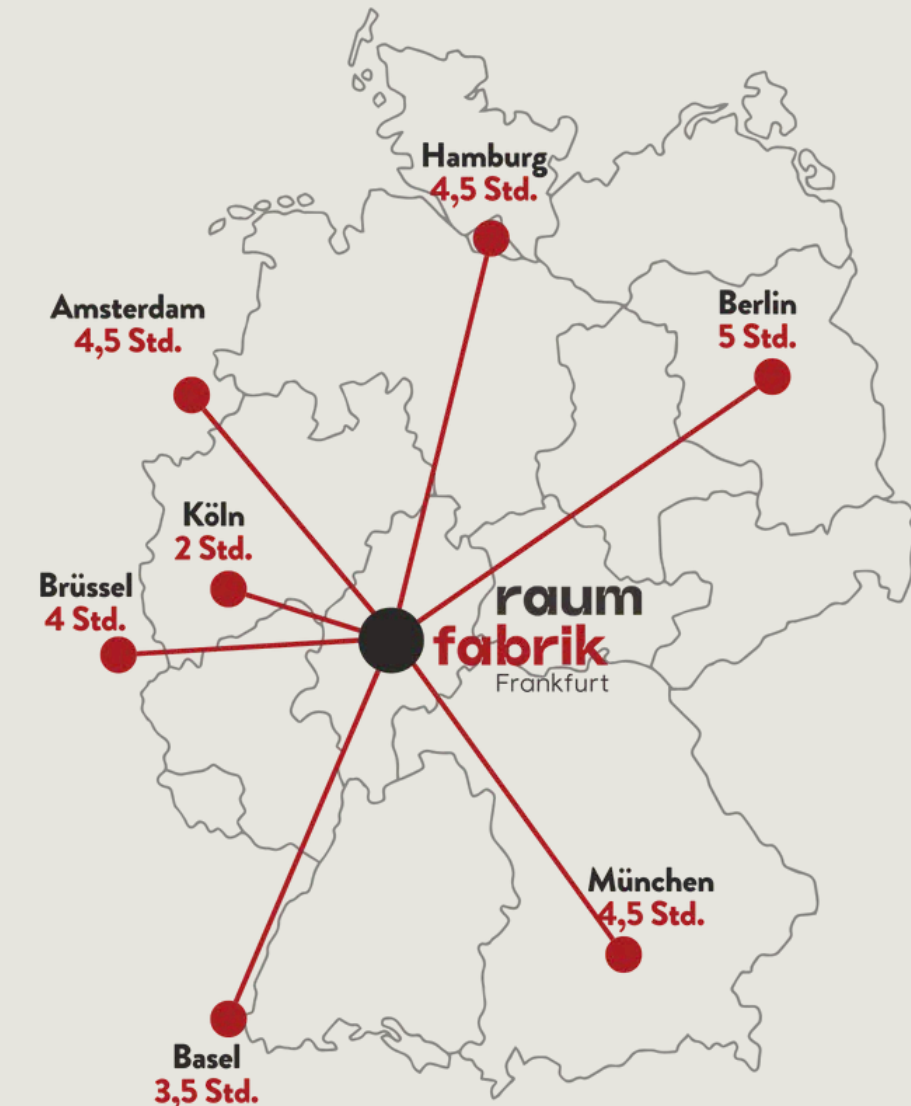 Hamburg
4,5 Std.
Amsterdam
4,5 Std.
Berlin
5 Std.
Köln
2 Std.
Brüssel
4 Std.
raum
fabrik
Frankfurt
München
4,5 Std.
Basel
3,5 Std.